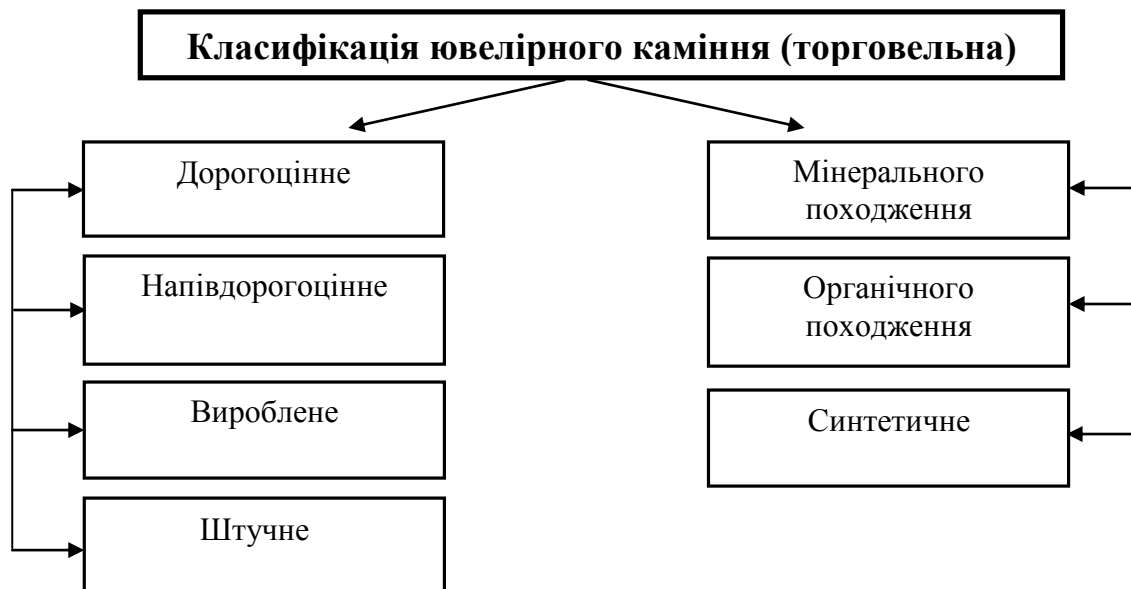 Класифікація ювелірного каміння (торговельна)
Дорогоцінне
Напівдорогоцінне
Вироблене
Штучне
Мінерального
походження
Органічного
походження
Синтетичне